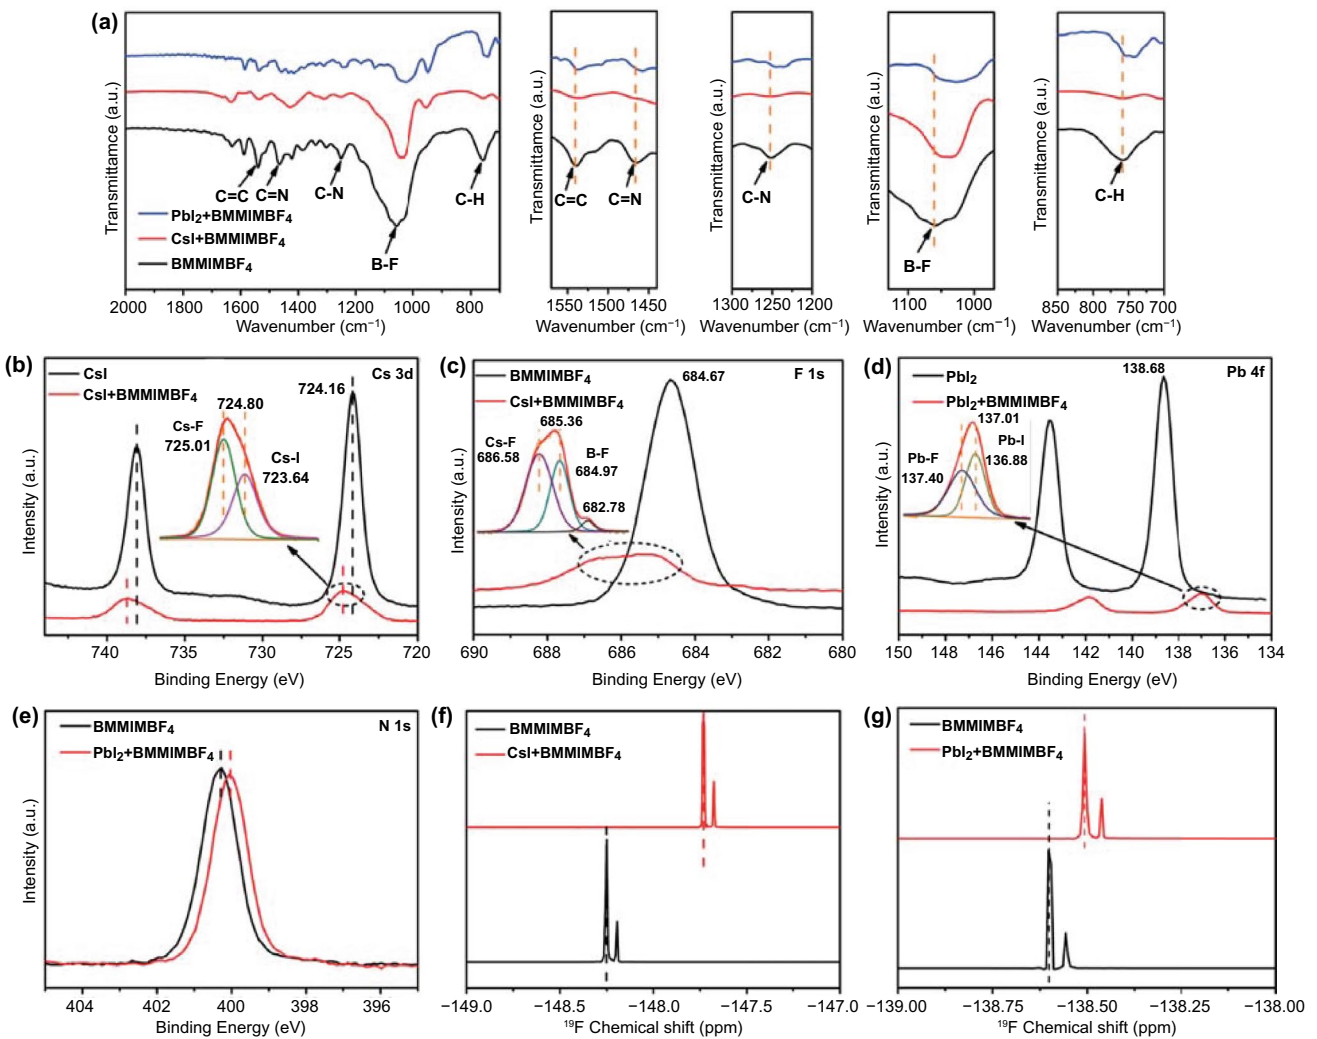 (a)
Transmittamce (a.u.)
C=C C=N
C-N
C-H
B-F
PbI₂+BMMIMBF₄
CsI+BMMIMBF₄
BMMIMBF₄
2000 1800 1600 1400 1200 1000 800
Wavenumber (cm⁻¹)
Transmittamce (a.u.)
C=C
C=N
1550 1500 1450
Wavenumber (cm⁻¹)
Transmittamce (a.u.)
C-N
1300 1250 1200
Wavenumber (cm⁻¹)
Transmittamce (a.u.)
B-F
1100 1000
Wavenumber (cm⁻¹)
Transmittamce (a.u.)
C-H
850 800 750 700
Wavenumber (cm⁻¹)
(b)
CsI
CsI+BMMIMBF₄
Cs 3d
724.16
724.80
Cs-F
725.01
Cs-I
723.64
Intensity (a.u.)
740 735 730 725 720
Binding Energy (eV)
(c)
BMMIMBF₄
CsI+BMMIMBF₄
F 1s
684.67
685.36
Cs-F
686.58
B-F
684.97
682.78
Intensity (a.u.)
690 688 686 684 682 680
Binding Energy (eV)
(d)
PbI₂
PbI₂+BMMIMBF₄
Pb 4f
138.68
137.01
Pb-I
136.88
Pb-F
137.40
Intensity (a.u.)
150 148 146 144 142 140 138 136 134
Binding Energy (eV)
(e)
BMMIMBF₄
PbI₂+BMMIMBF₄
N 1s
Intensity (a.u.)
404 402 400 398 396
Binding Energy (eV)
(f)
BMMIMBF₄
CsI+BMMIMBF₄
−149.0 −148.5 −148.0 −147.5 −147.0
¹⁹F Chemical shift (ppm)
(g)
BMMIMBF₄
PbI₂+BMMIMBF₄
−139.00 −138.75 −138.50 −138.25 −138.00
¹⁹F Chemical shift (ppm)